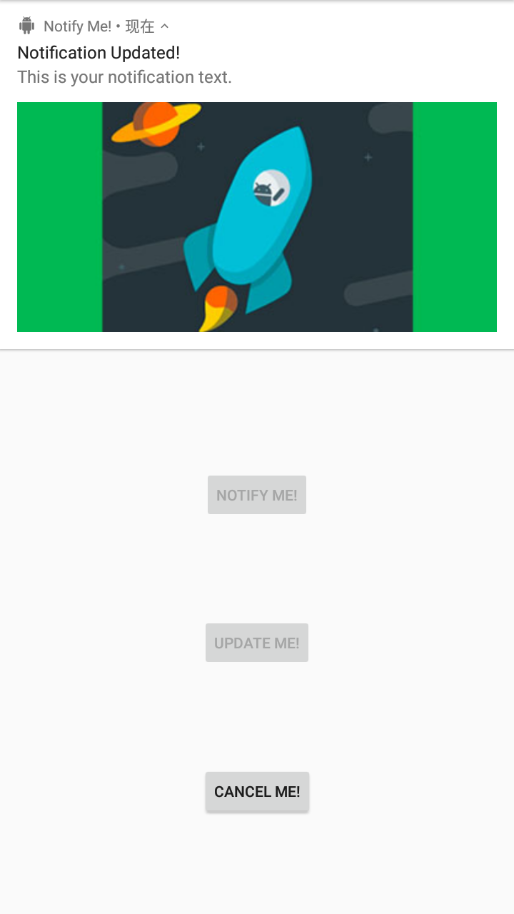 Notify Me! • 现在
Notification Updated!
This is your notification text.
NOTIFY ME!
UPDATE ME!
CANCEL ME!